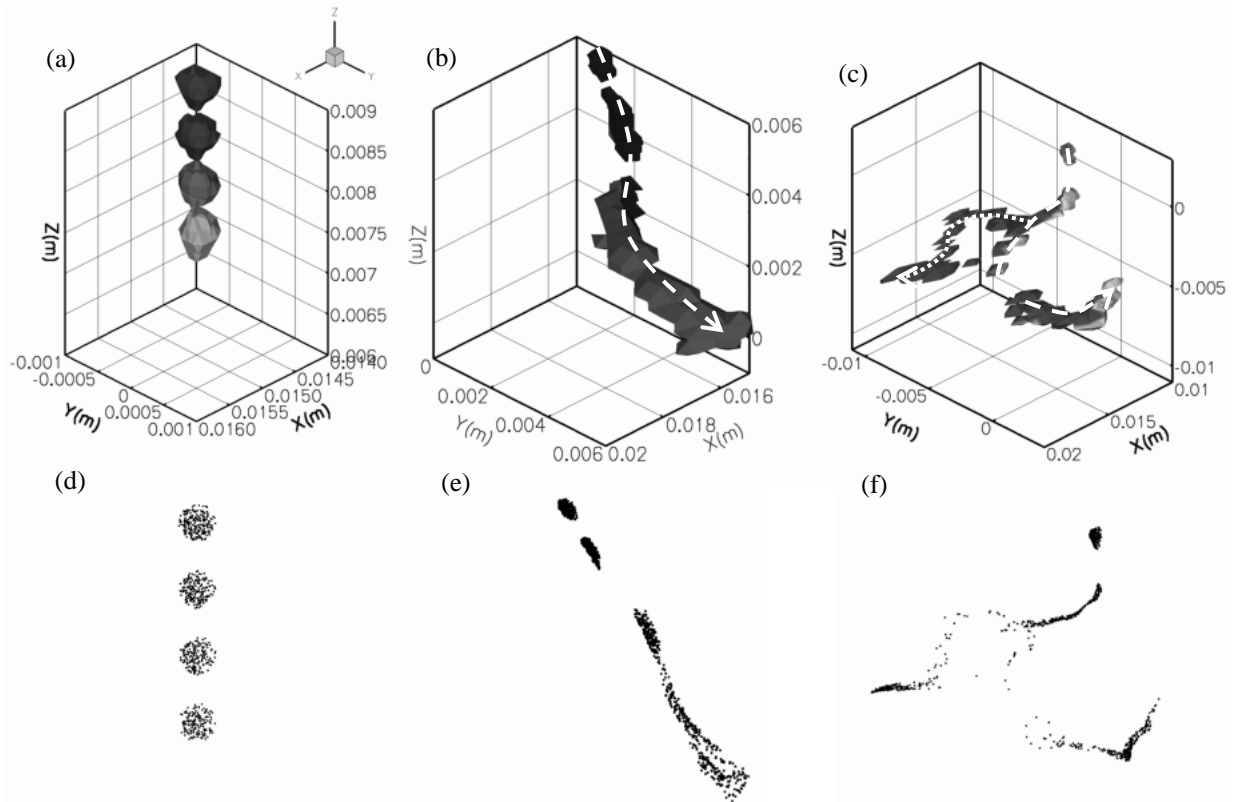 (a)
Z
X
Y
Z(m)
0.009
0.0085
0.008
0.0075
0.007
0.0065
0.006
0.0140
0.0145
0.0150
0.0155
0.0160
X(m)
-0.001
-0.0005
0
0.0005
0.001
Y(m)
(b)
Z(m)
0.006
0.004
0.002
0
0
0.002
0.004
0.006
Y(m)
0.02
0.018
0.016
X(m)
(c)
Z(m)
0
-0.005
-0.01
-0.01
-0.005
0
Y(m)
0.02
0.015
0.01
X(m)
(d)
(e)
(f)